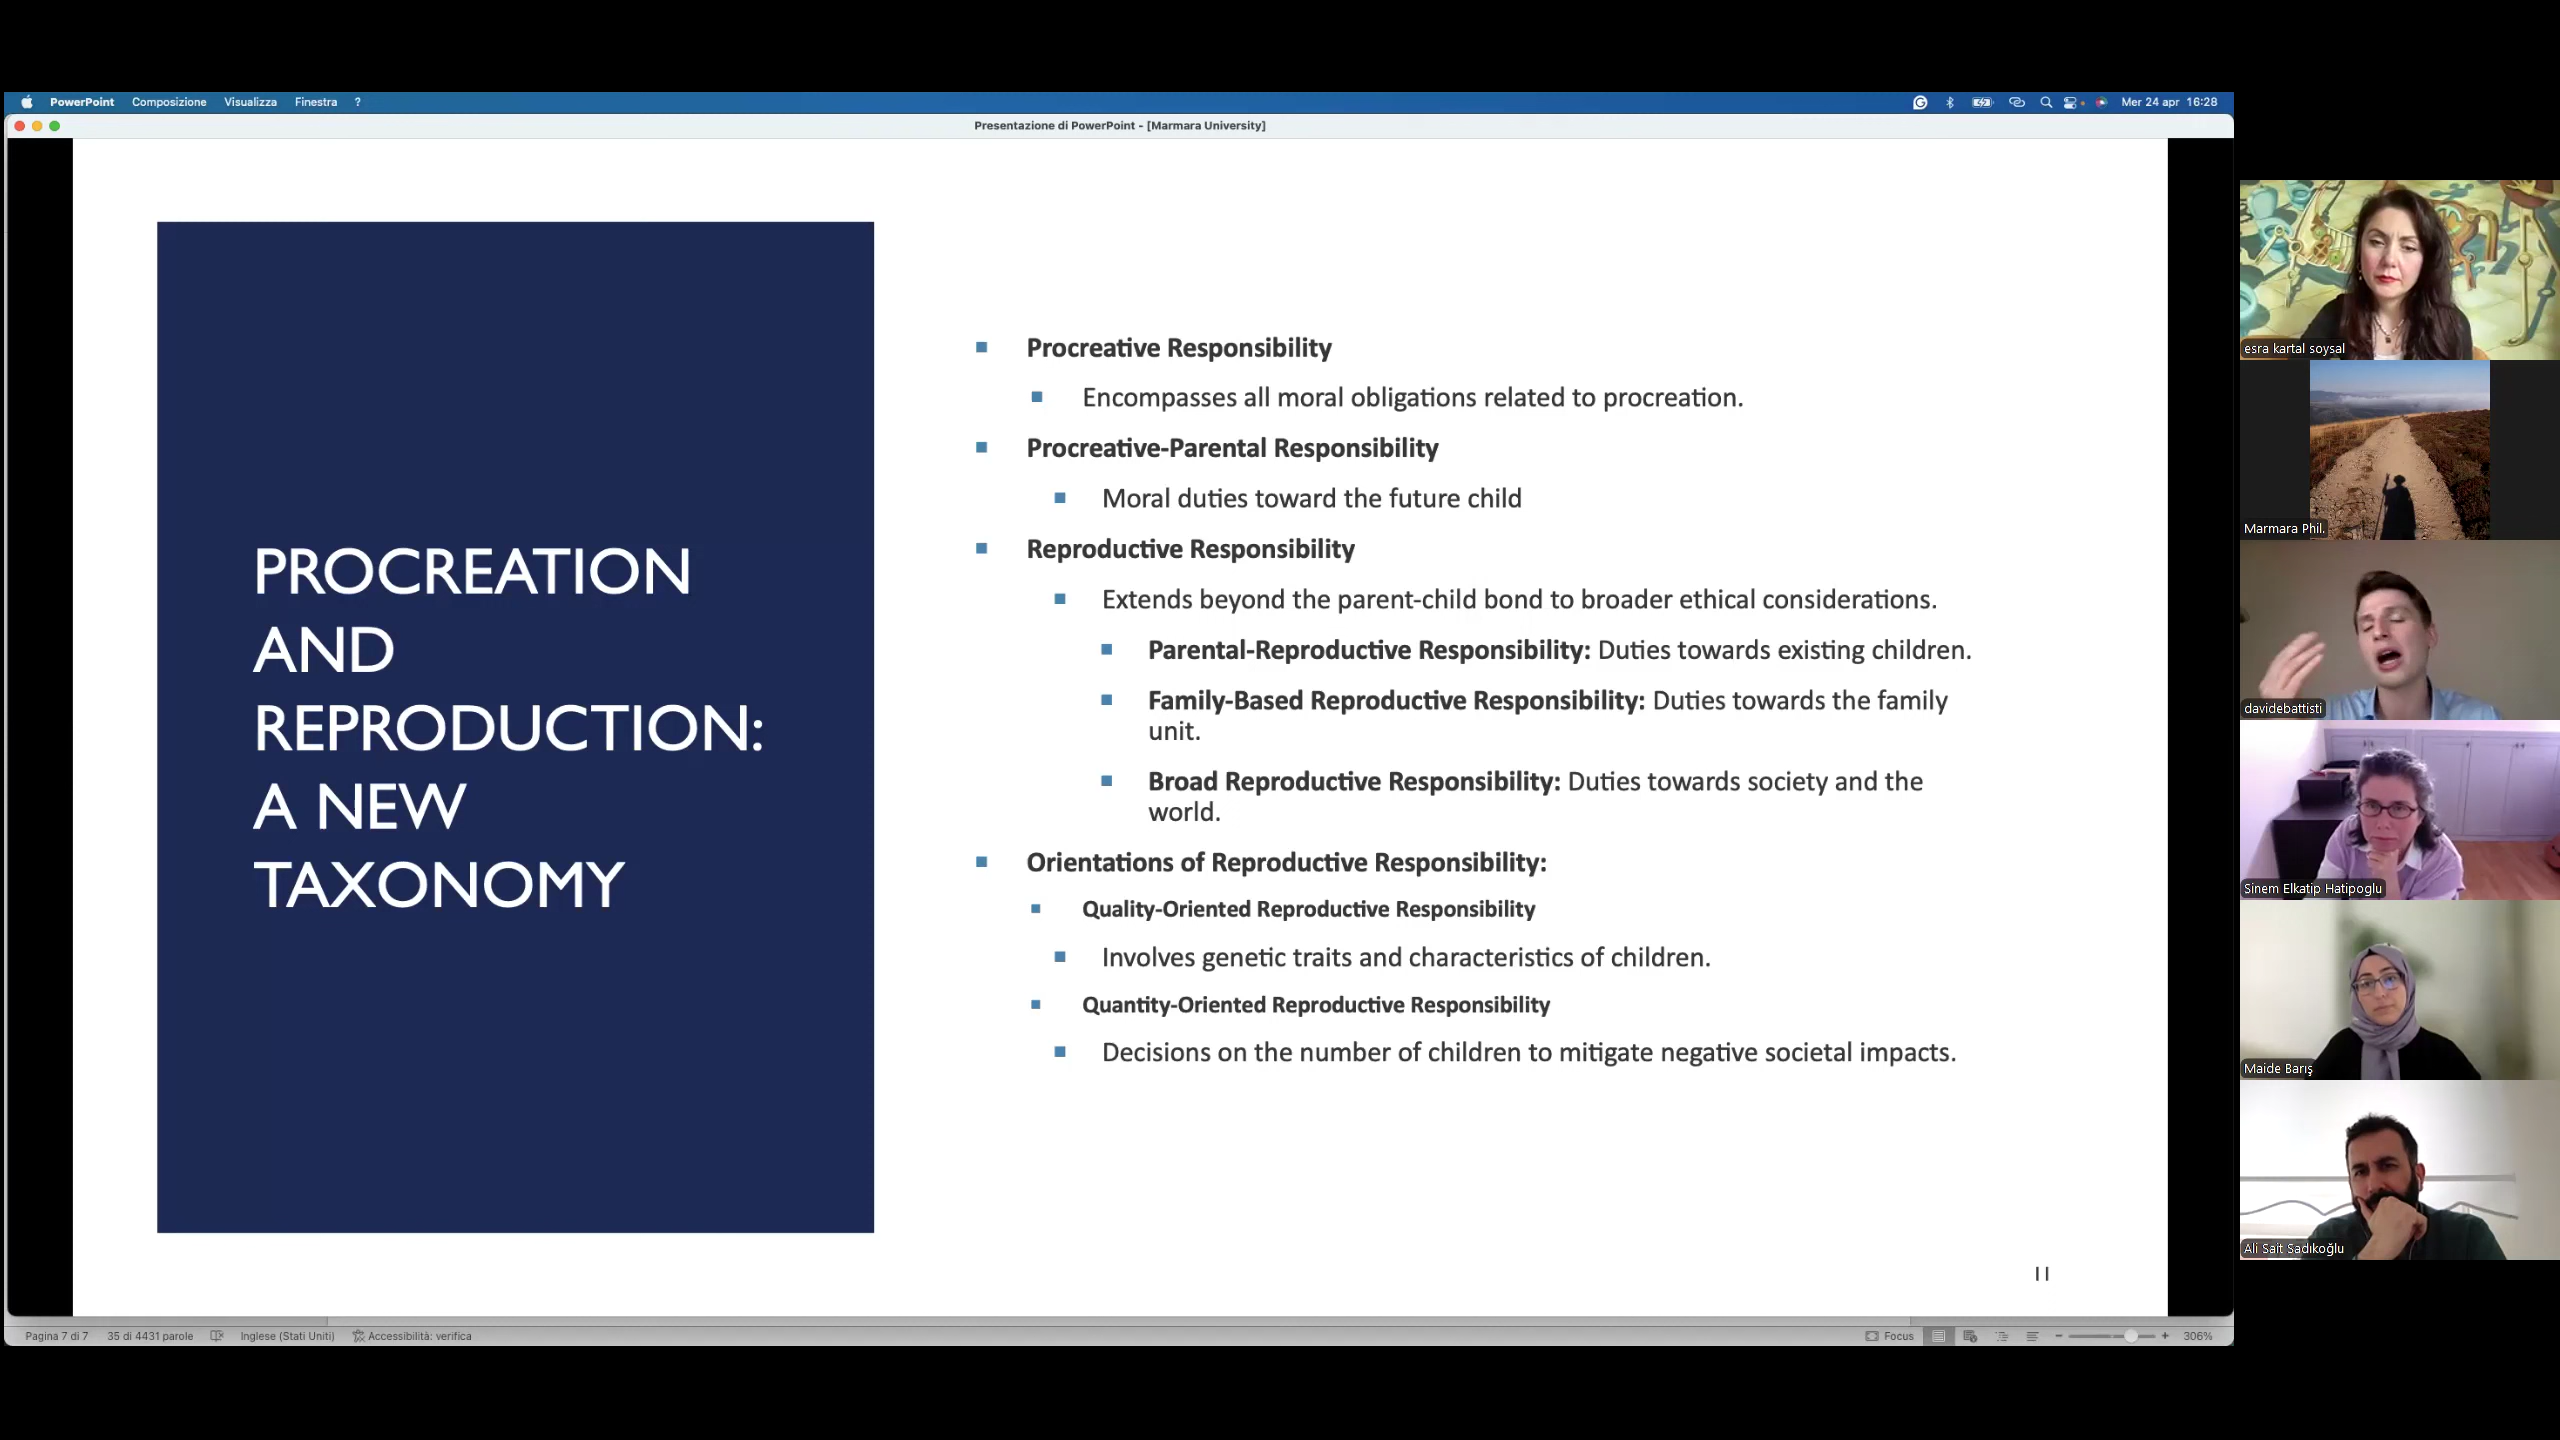 PowerPoint Composizione Visualizza Finestra ?
Mer 24 apr 16:28
Presentazione di PowerPoint - [Marmara University]
PROCREATION
AND
REPRODUCTION:
A NEW
TAXONOMY
Procreative Responsibility
Encompasses all moral obligations related to procreation.
Procreative-Parental Responsibility
Moral duties toward the future child
Reproductive Responsibility
Extends beyond the parent-child bond to broader ethical considerations.
Parental-Reproductive Responsibility: Duties towards existing children.
Family-Based Reproductive Responsibility: Duties towards the family
unit.
Broad Reproductive Responsibility: Duties towards society and the
world.
Orientations of Reproductive Responsibility:
Quality-Oriented Reproductive Responsibility
Involves genetic traits and characteristics of children.
Quantity-Oriented Reproductive Responsibility
Decisions on the number of children to mitigate negative societal impacts.
11
Pagina 7 di 7 35 di 4431 parole Inglese (Stati Uniti) Accessibilità: verifica
Focus
306%
esra kartal soysal
Marmara Phil.
davidebattisti
Sinem Elkatip Hatipoglu
Maide Barış
Ali Sait Sadıkoğlu